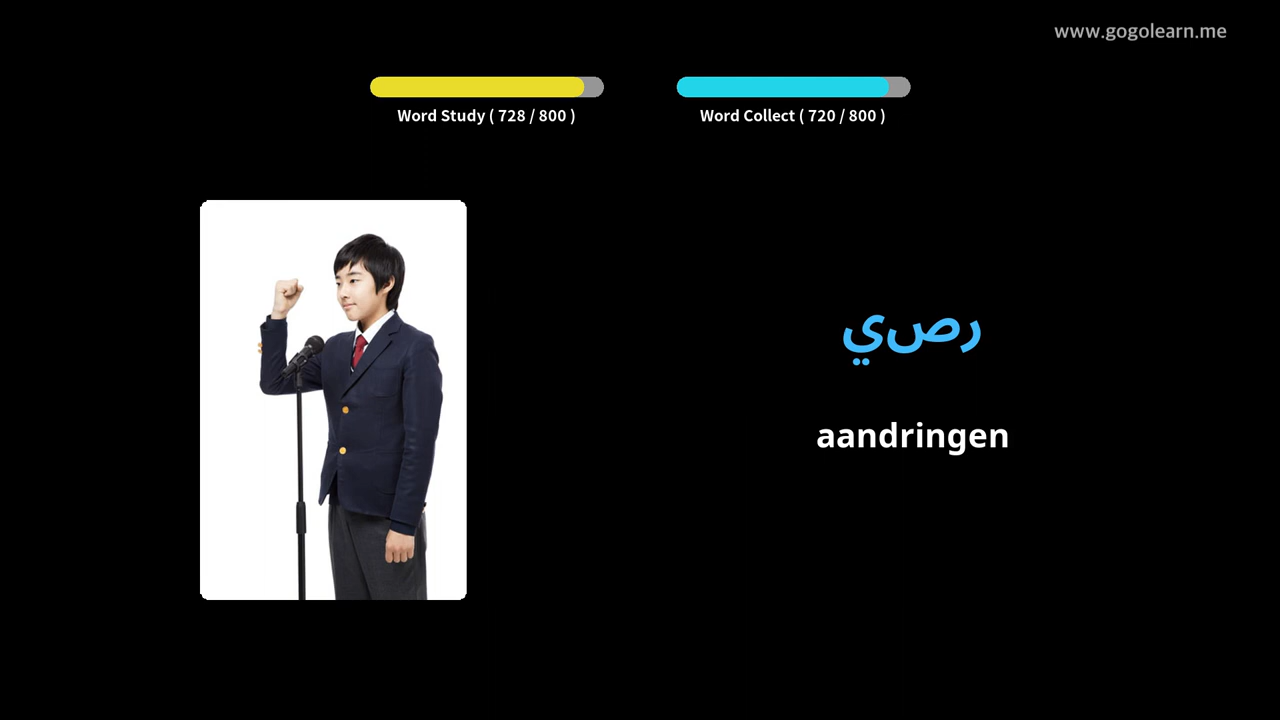 www.gogolearn.me
Word Study ( 728 / 800 )
Word Collect ( 720 / 800 )
رصي
aandringen